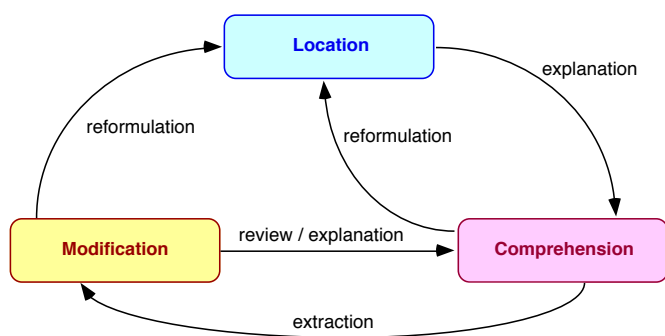 Location
explanation
reformulation
reformulation
Modification
review / explanation
Comprehension
extraction